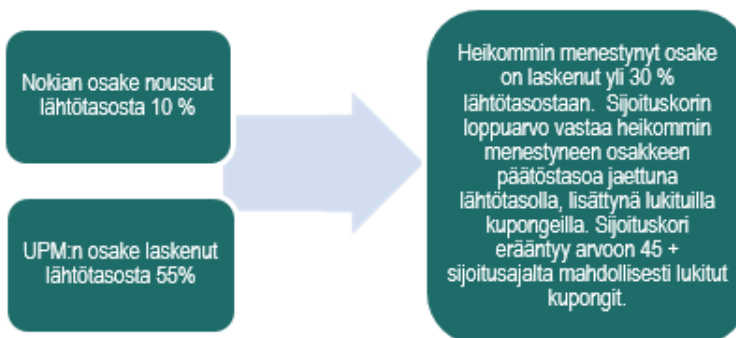 Nokian osake noussut
lähtötasosta 10 %
UPM:n osake laskenut
lähtötasosta 55%
Heikommin menestynyt osake
on laskenut yli 30 %
lähtötasostaan. Sijoituskorin
loppuarvo vastaa heikommin
menestyneen osakkeen
päätöstasoa jaettuna
lähtötasolla, lisättynä lukituilla
kupongeilla. Sijoituskori
erääntyy arvoon 45 +
sijoitusajalta mahdollisesti lukitut
kupongit.